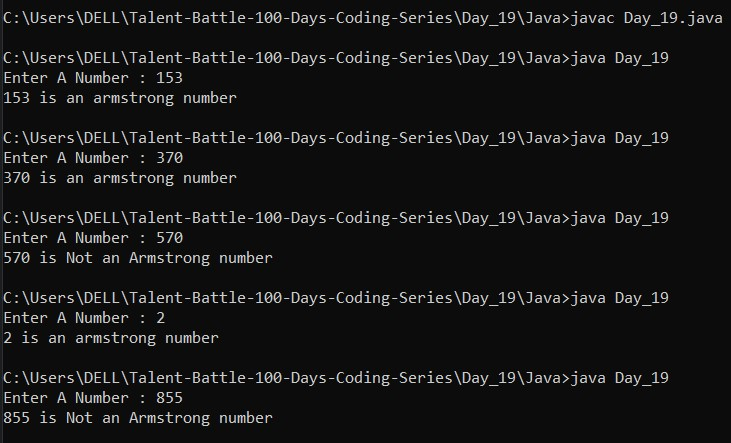 C:\Users\DELL\Talent-Battle-100-Days-Coding-Series\Day_19\Java>javac Day_19.java
C:\Users\DELL\Talent-Battle-100-Days-Coding-Series\Day_19\Java>java Day_19
Enter A Number : 153
153 is an armstrong number
C:\Users\DELL\Talent-Battle-100-Days-Coding-Series\Day_19\Java>java Day_19
Enter A Number : 370
370 is an armstrong number
C:\Users\DELL\Talent-Battle-100-Days-Coding-Series\Day_19\Java>java Day_19
Enter A Number : 570
570 is Not an Armstrong number
C:\Users\DELL\Talent-Battle-100-Days-Coding-Series\Day_19\Java>java Day_19
Enter A Number : 2
2 is an armstrong number
C:\Users\DELL\Talent-Battle-100-Days-Coding-Series\Day_19\Java>java Day_19
Enter A Number : 855
855 is Not an Armstrong number